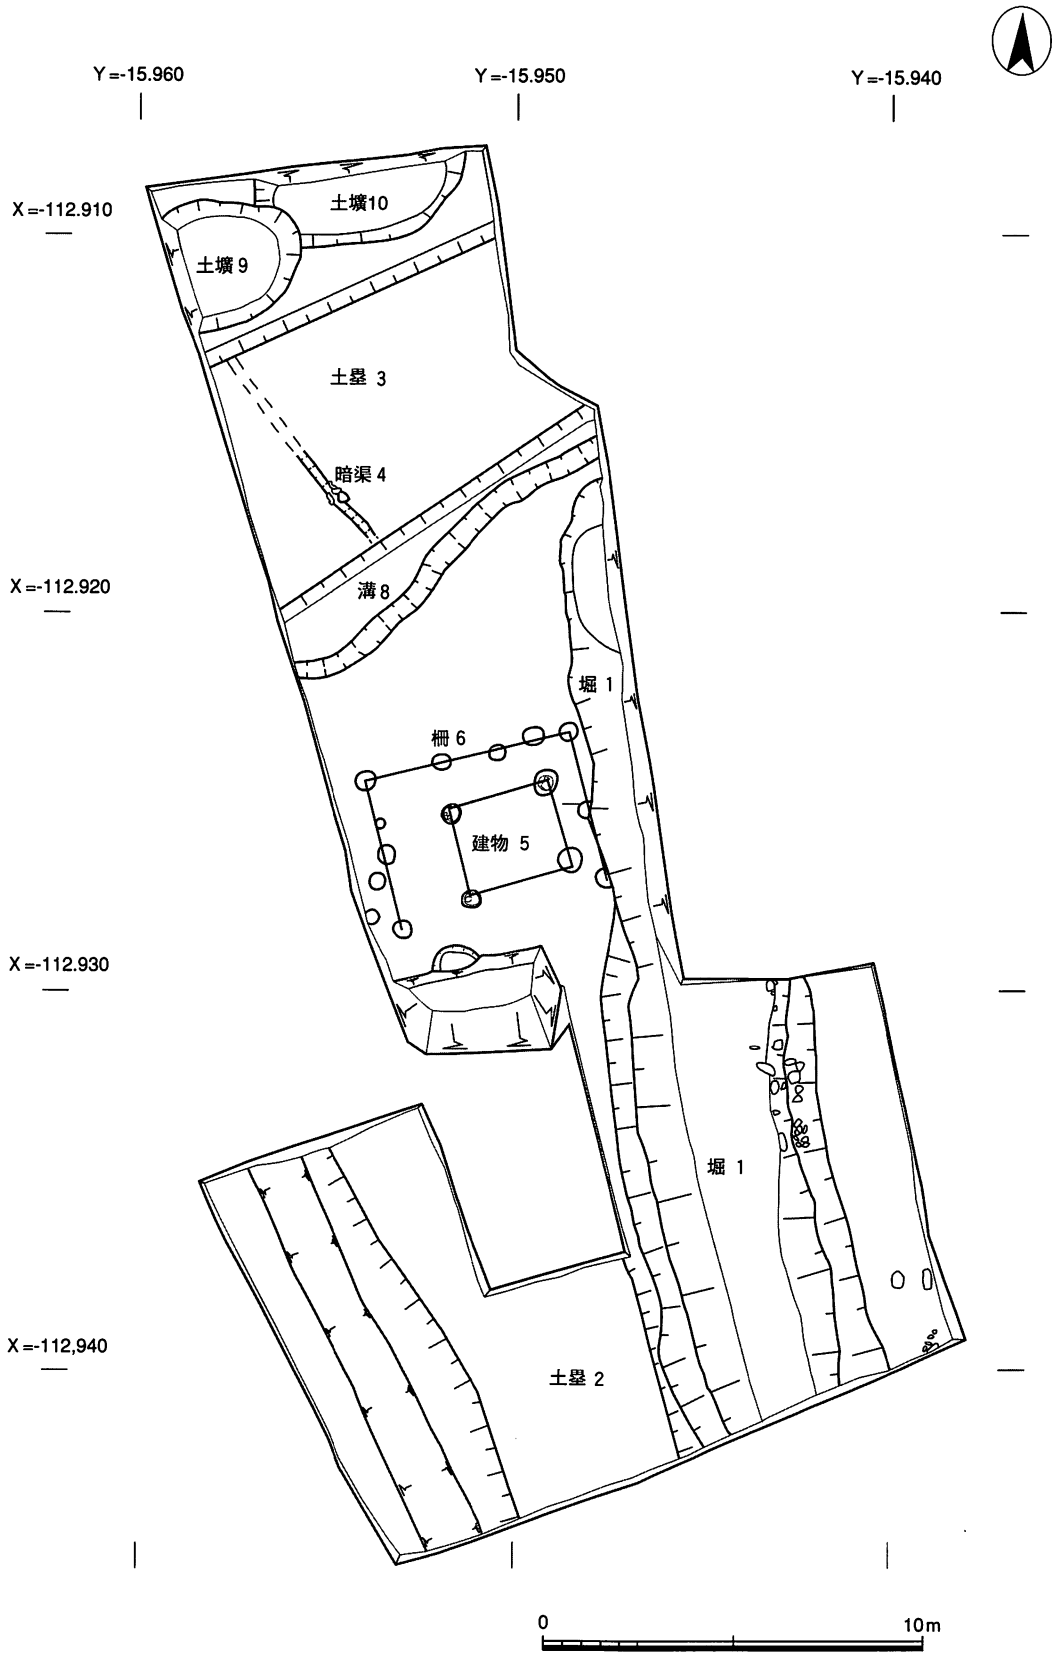 Y=-15.960
Y=-15.950
Y=-15.940
X=-112.910
土壙10
土壙 9
土塁 3
暗渠 4
X=-112.920
溝 8
堀 1
柵 6
建物 5
X=-112.930
堀 1
X=-112,940
土塁 2
0
10m